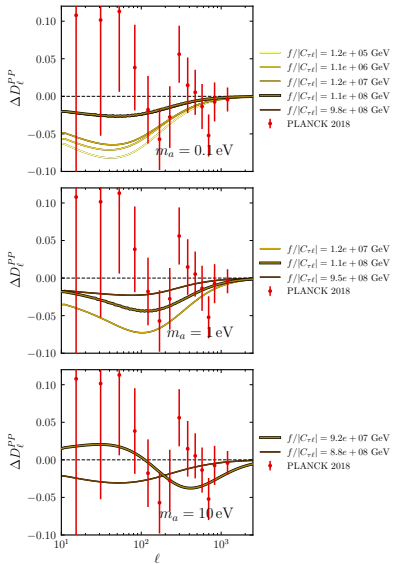 0.10
0.05
0.00
−0.05
−0.10
ΔD_ℓ^{PP}
m_a = 0.1 eV
f/|C_{τℓ}| = 1.2e + 05 GeV
f/|C_{τℓ}| = 1.1e + 06 GeV
f/|C_{τℓ}| = 1.2e + 07 GeV
f/|C_{τℓ}| = 1.1e + 08 GeV
f/|C_{τℓ}| = 9.8e + 08 GeV
PLANCK 2018
0.10
0.05
0.00
−0.05
−0.10
ΔD_ℓ^{PP}
m_a = 1 eV
f/|C_{τℓ}| = 1.2e + 07 GeV
f/|C_{τℓ}| = 1.1e + 08 GeV
f/|C_{τℓ}| = 9.5e + 08 GeV
PLANCK 2018
0.10
0.05
0.00
−0.05
−0.10
ΔD_ℓ^{PP}
m_a = 10 eV
f/|C_{τℓ}| = 9.2e + 07 GeV
f/|C_{τℓ}| = 8.8e + 08 GeV
PLANCK 2018
10^1
10^2
10^3
ℓ